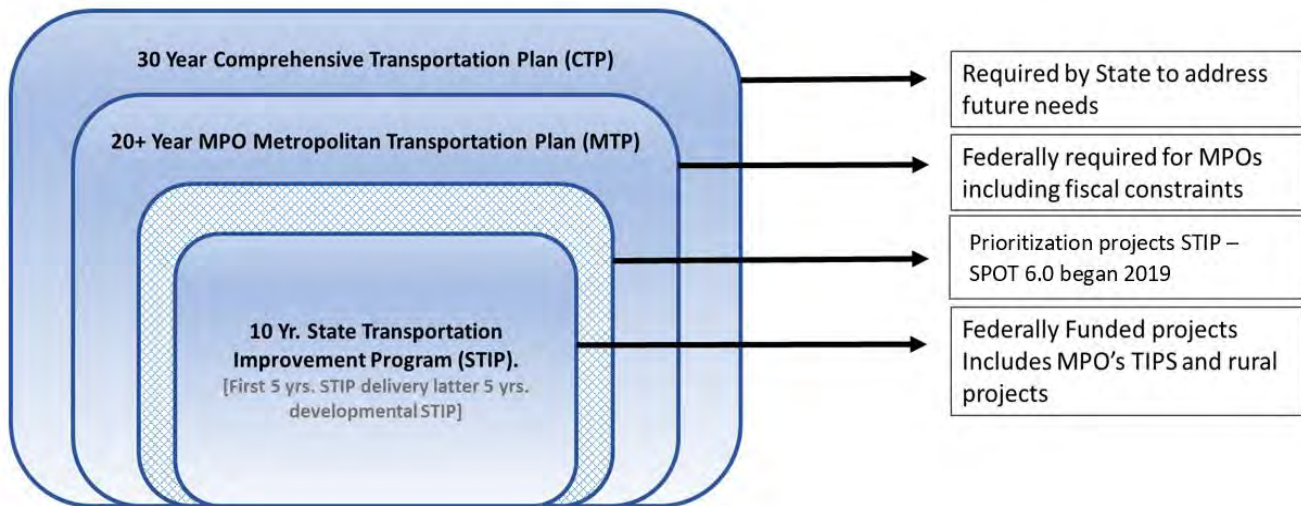 30 Year Comprehensive Transportation Plan (CTP)
20+ Year MPO Metropolitan Transportation Plan (MTP)
10 Yr. State Transportation
Improvement Program (STIP).
[First 5 yrs. STIP delivery latter 5 yrs.
developmental STIP]
Required by State to address
future needs
Federally required for MPOs
including fiscal constraints
Prioritization projects STIP –
SPOT 6.0 began 2019
Federally Funded projects
Includes MPO's TIPS and rural
projects